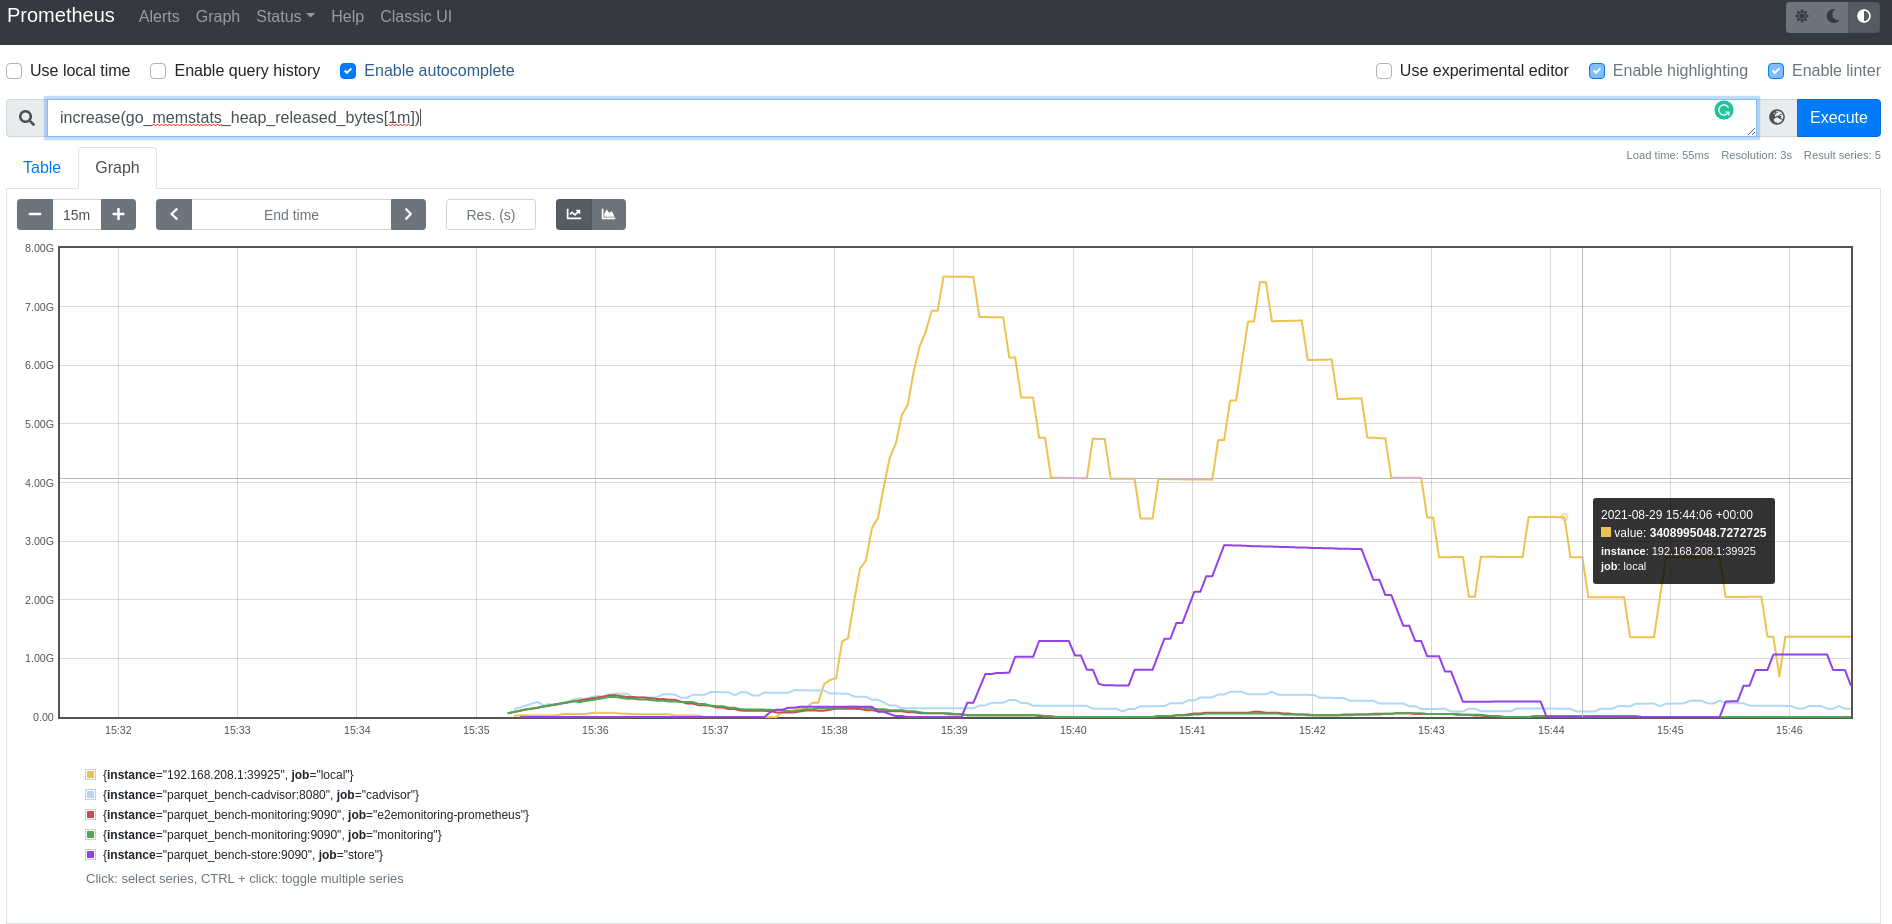 Prometheus Alerts Graph Status Help Classic UI
Use local time Enable query history Enable autocomplete Use experimental editor Enable highlighting Enable linter
increase(go_memstats_heap_released_bytes[1m]) Execute
Load time: 55ms Resolution: 3s Result series: 5
Table Graph
15m End time Res. (s)
8.00G
7.00G
6.00G
5.00G
4.00G
3.00G
2.00G
1.00G
0.00
2021-08-29 15:44:06 +00:00
value: 3408995048.7272725
instance: 192.168.208.1:39925
job: local
15:32 15:33 15:34 15:35 15:36 15:37 15:38 15:39 15:40 15:41 15:42 15:43 15:44 15:45 15:46
{instance="192.168.208.1:39925", job="local"}
{instance="parquet_bench-cadvisor:8080", job="cadvisor"}
{instance="parquet_bench-monitoring:9090", job="e2emonitoring-prometheus"}
{instance="parquet_bench-monitoring:9090", job="monitoring"}
{instance="parquet_bench-store:9090", job="store"}
Click: select series, CTRL + click: toggle multiple series